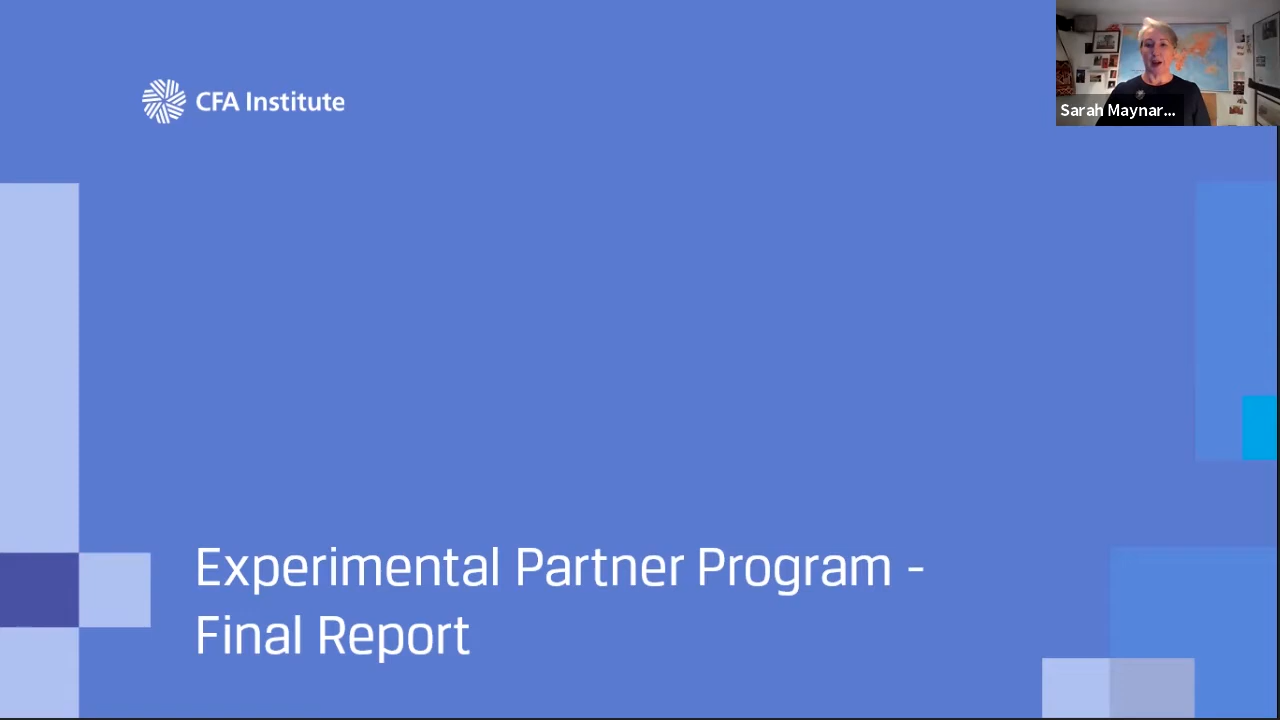 CFA Institute
Sarah Maynar...
Experimental Partner Program -
Final Report